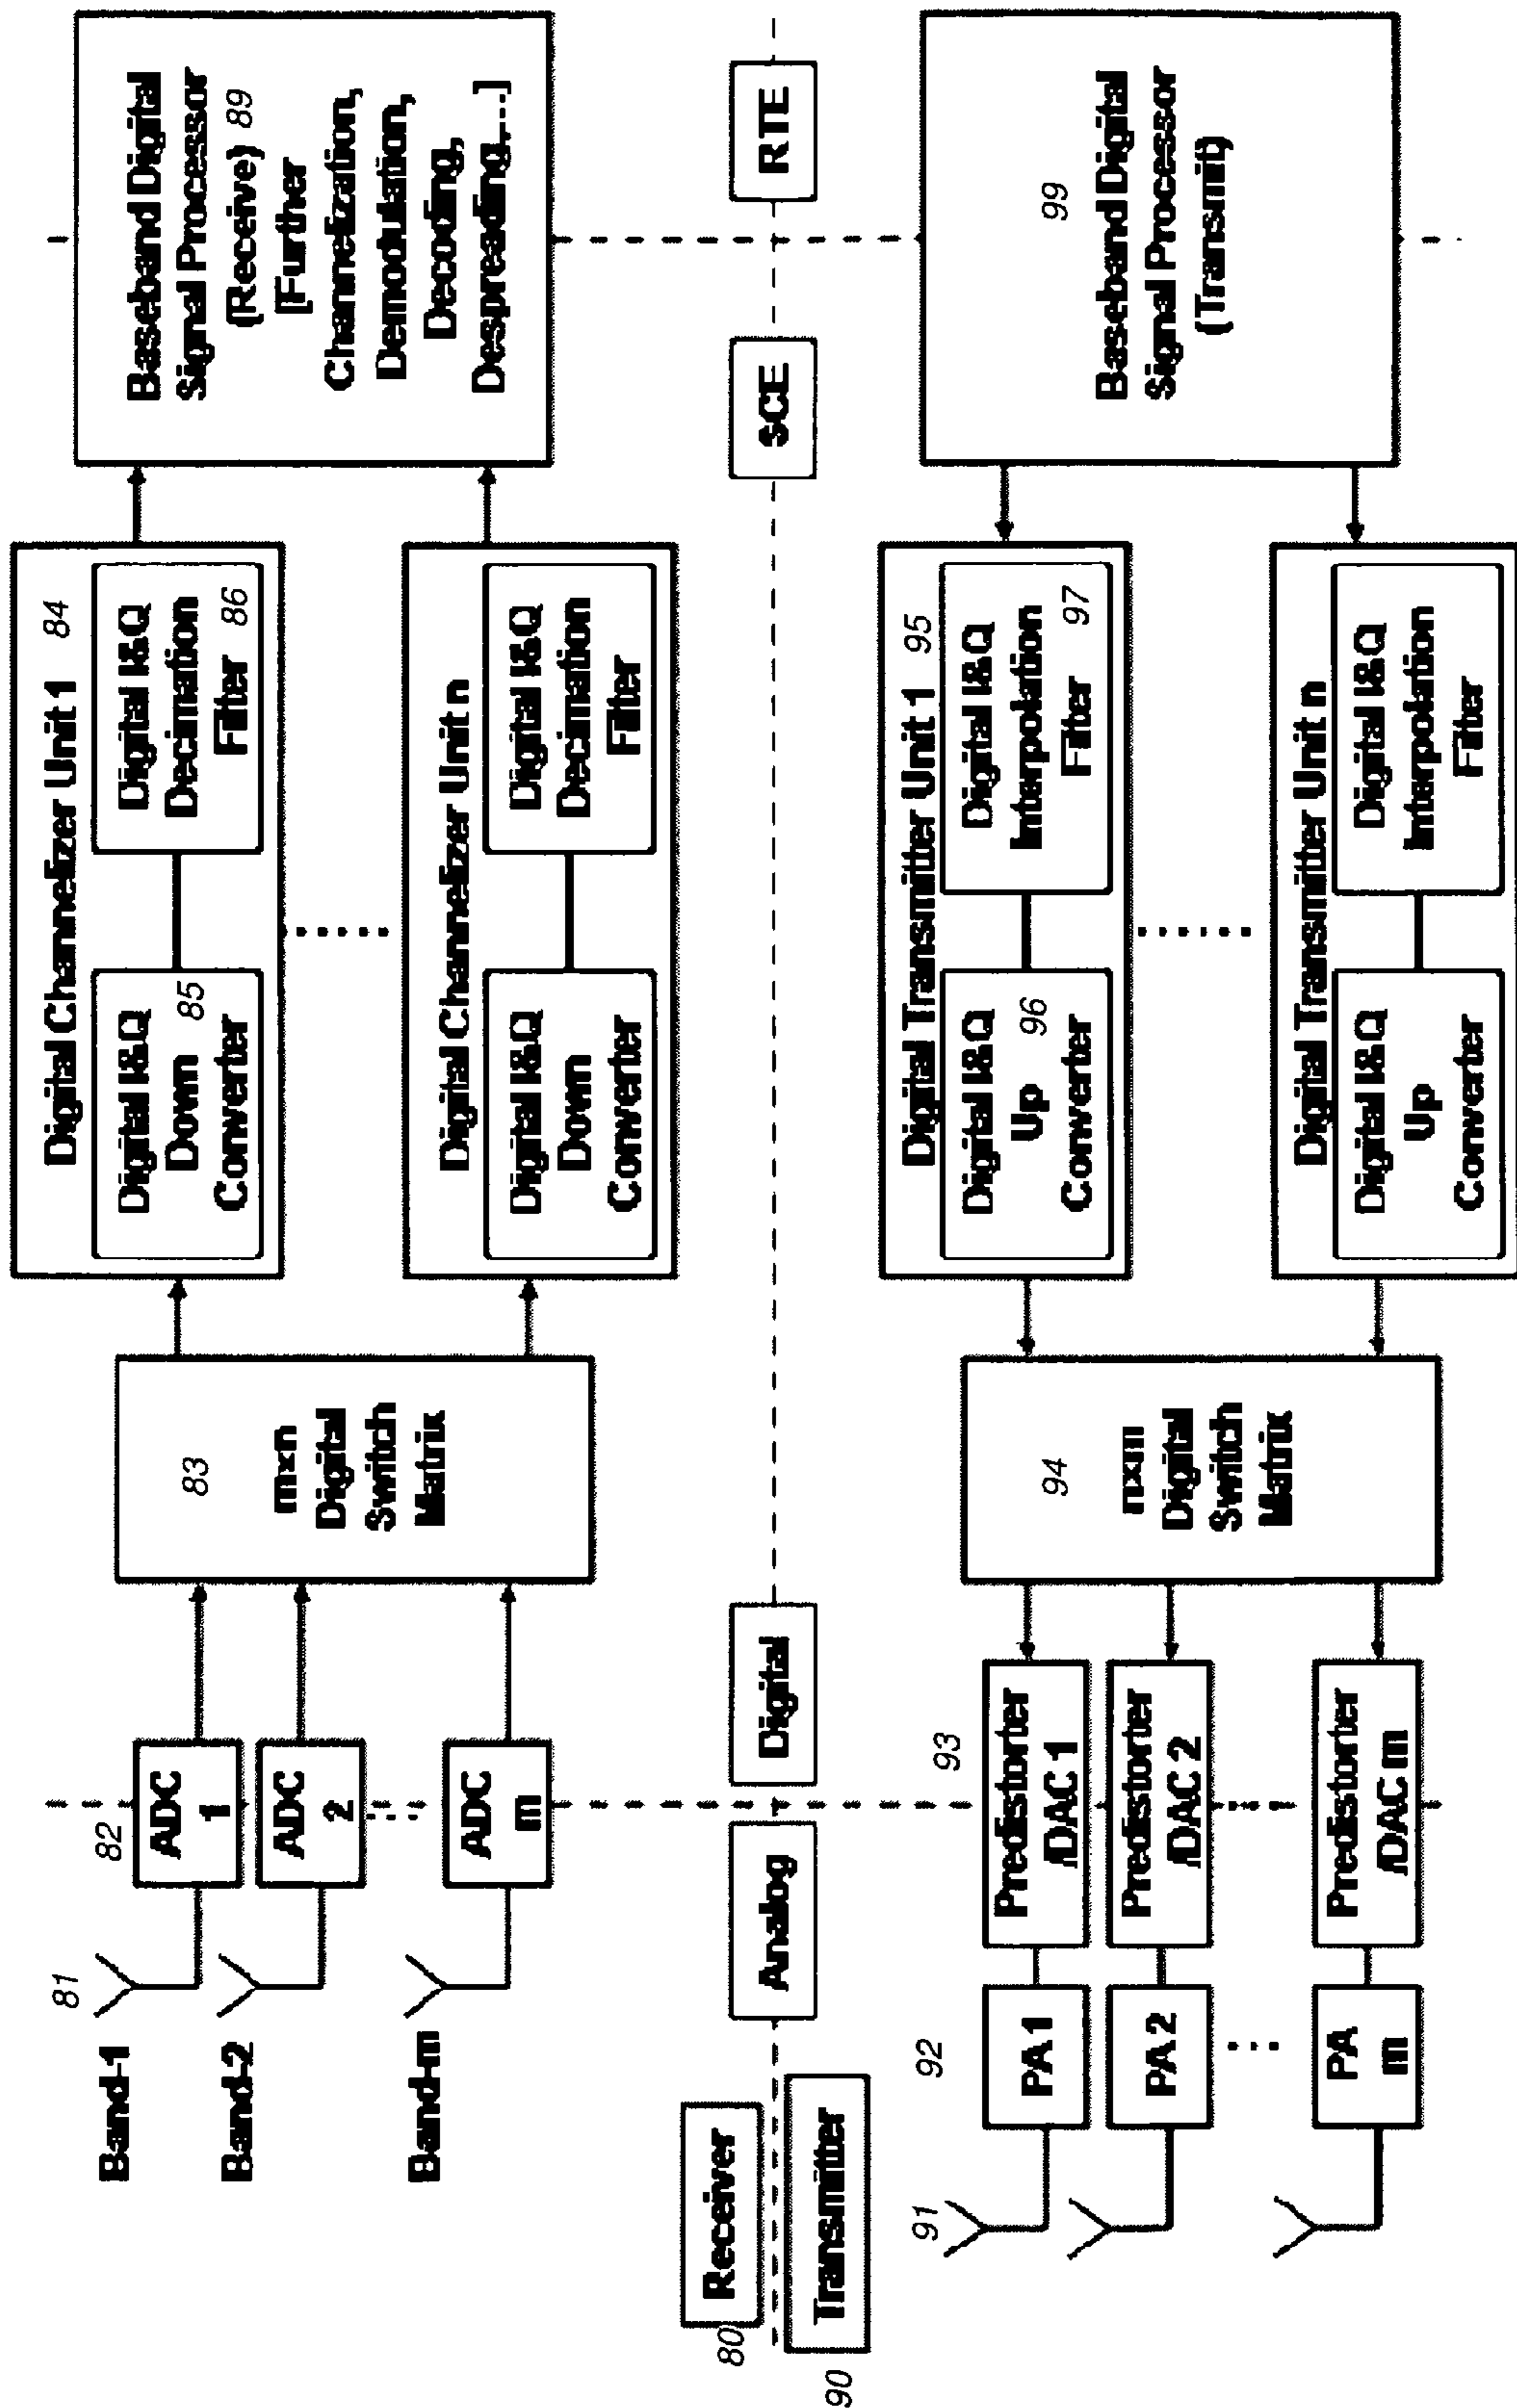 Band-1
81
82
ADC
1
Band-2
ADC
2
Band-m
ADC
m
83
m×n
Digital
Switch
Matrix
Digital Channelizer Unit 1
84
Digital I&Q
Down
85
Converter
Digital I&Q
Decimation
Filter
86
Digital Channelizer Unit n
Digital I&Q
Down
Converter
Digital I&Q
Decimation
Filter
Baseband Digital
Signal Processor
(Receive) 89
[Further
Channelization,
Demodulation,
Decoding,
Despreading,...]
80
Receiver
90
Transmitter
Analog
Digital
SCE
RTE
91
92
93
PA 1
Predistorter
/DAC 1
PA 2
Predistorter
/DAC 2
PA
m
Predistorter
/DAC m
94
n×m
Digital
Switch
Matrix
Digital Transmitter Unit 1
95
Digital I&Q
Up
96
Converter
Digital I&Q
Interpolation
Filter
97
Digital Transmitter Unit n
Digital I&Q
Up
Converter
Digital I&Q
Interpolation
Filter
99
Baseband Digital
Signal Processor
(Transmit)